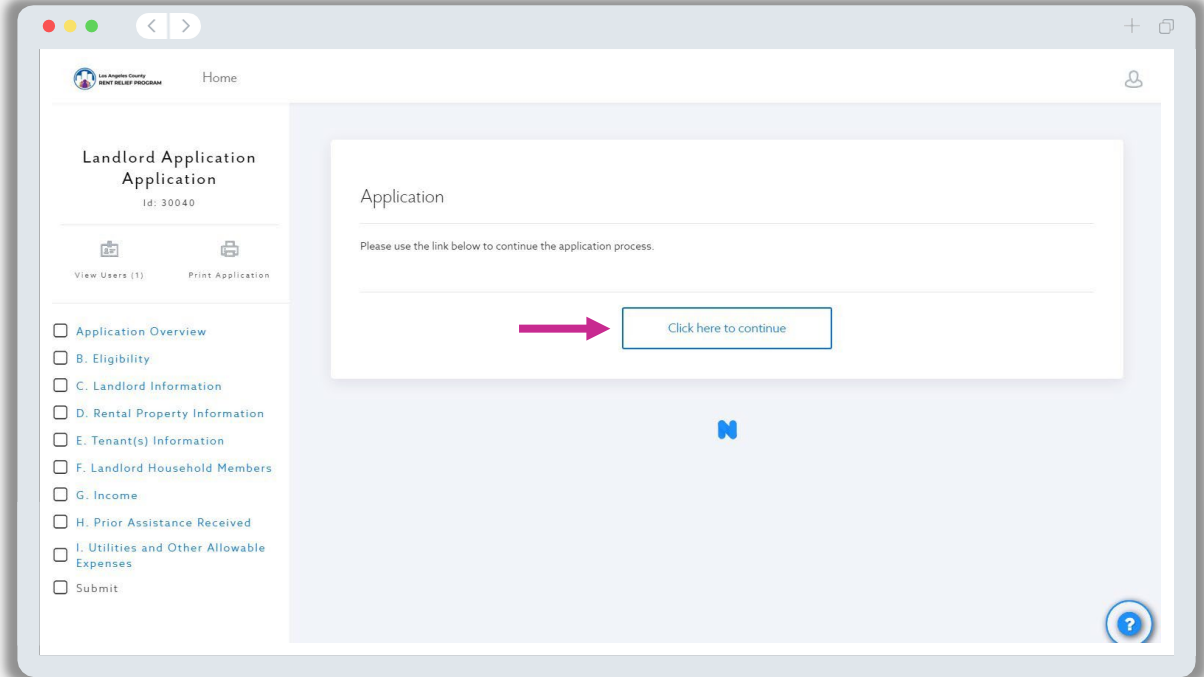 Los Angeles County
RENT RELIEF PROGRAM
Home
Landlord Application
Application
Id: 30040
View Users (1)
Print Application
Application Overview
B. Eligibility
C. Landlord Information
D. Rental Property Information
E. Tenant(s) Information
F. Landlord Household Members
G. Income
H. Prior Assistance Received
I. Utilities and Other Allowable
Expenses
Submit
Application
Please use the link below to continue the application process.
Click here to continue
N
?